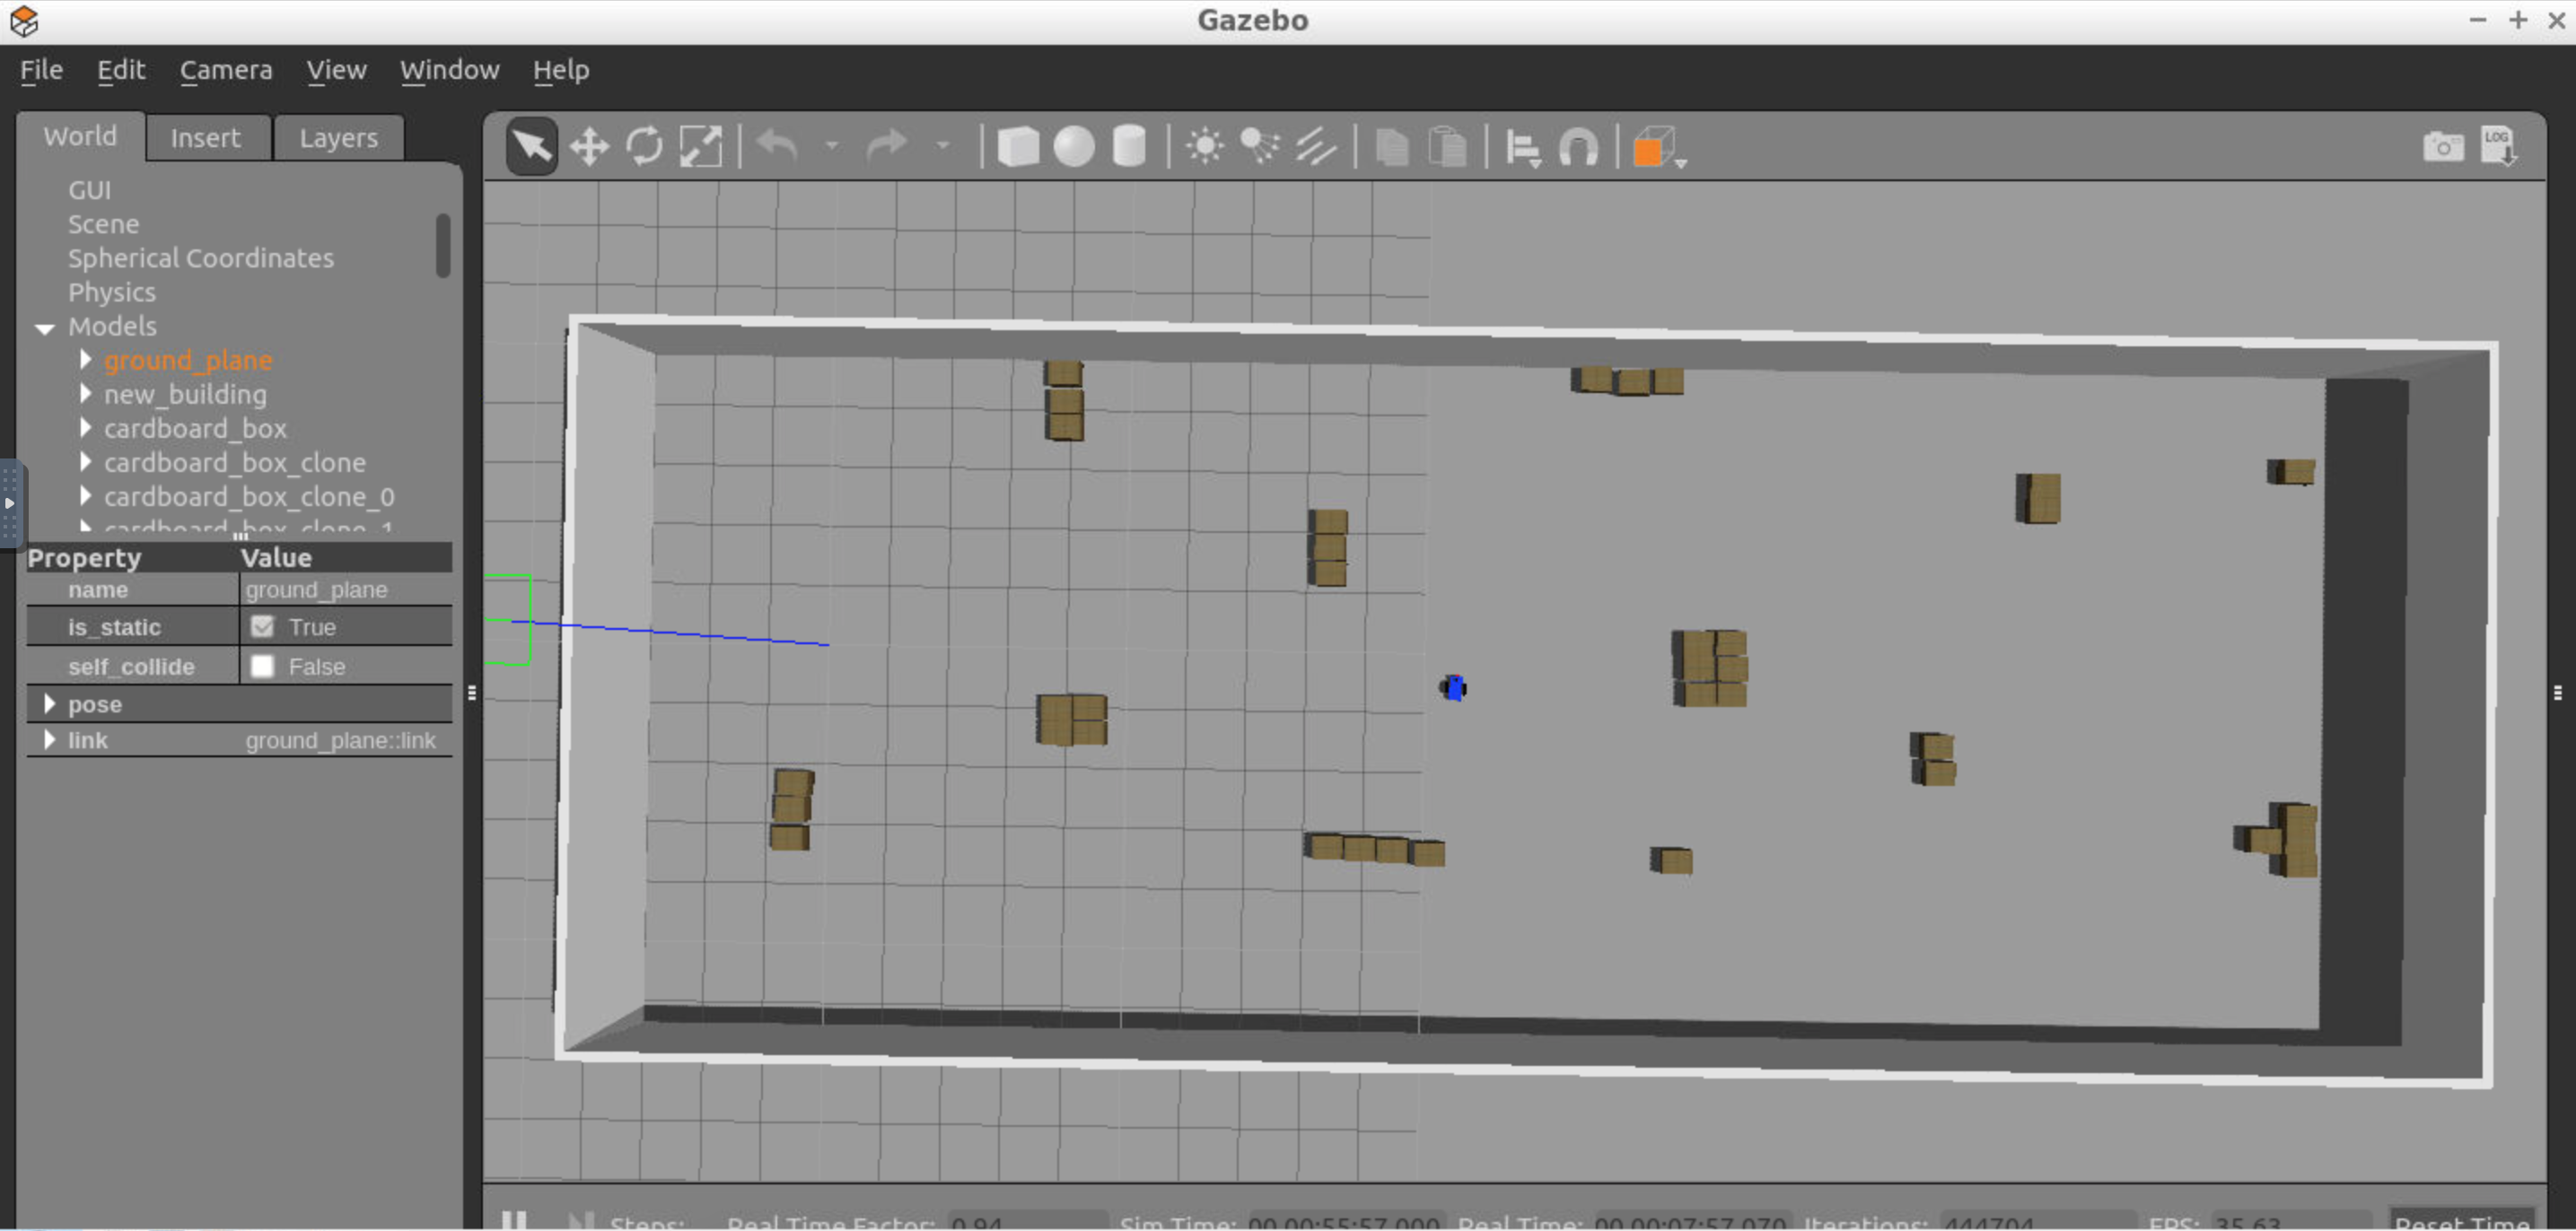 Gazebo
File Edit Camera View Window Help
World Insert Layers
LOG
GUI
Scene
Spherical Coordinates
Physics
Models
ground_plane
new_building
cardboard_box
cardboard_box_clone
cardboard_box_clone_0
cardboard_box_clone_1
Property Value
name ground_plane
is_static True
self_collide False
pose
link ground_plane::link
Steps: Real Time Factor: 0.94 Sim Time: 00 00:55:57.000 Real Time: 00 00:07:57.070 Iterations: 444704 FPS: 35.63 Reset Time